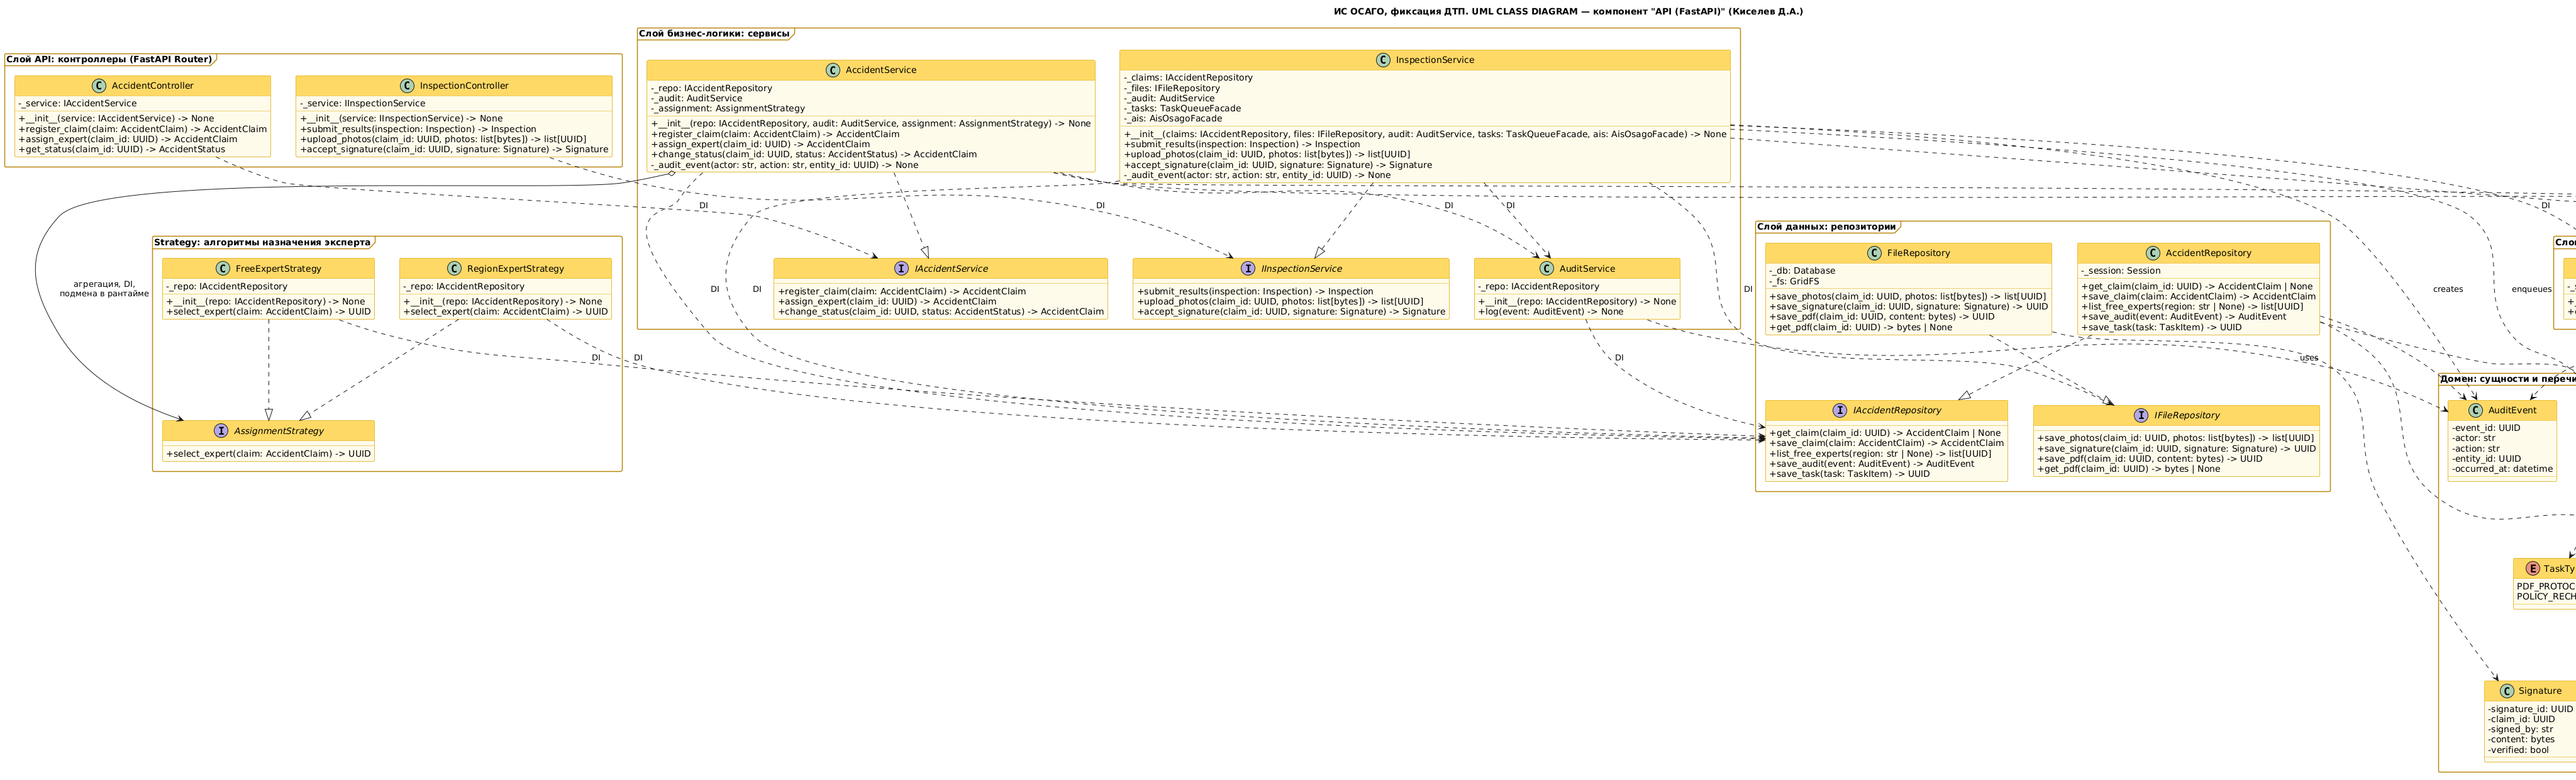 ИС ОСАГО, фиксация ДТП. UML CLASS DIAGRAM — компонент "API (FastAPI)" (Киселев Д.А.)
Слой API: контроллеры (FastAPI Router)
C AccidentController
-_service: IAccidentService
+__init__(service: IAccidentService) -> None
+register_claim(claim: AccidentClaim) -> AccidentClaim
+assign_expert(claim_id: UUID) -> AccidentClaim
+get_status(claim_id: UUID) -> AccidentStatus
C InspectionController
-_service: IInspectionService
+__init__(service: IInspectionService) -> None
+submit_results(inspection: Inspection) -> Inspection
+upload_photos(claim_id: UUID, photos: list[bytes]) -> list[UUID]
+accept_signature(claim_id: UUID, signature: Signature) -> Signature
Слой бизнес-логики: сервисы
C AccidentService
-_repo: IAccidentRepository
-_audit: AuditService
-_assignment: AssignmentStrategy
+__init__(repo: IAccidentRepository, audit: AuditService, assignment: AssignmentStrategy) -> None
+register_claim(claim: AccidentClaim) -> AccidentClaim
+assign_expert(claim_id: UUID) -> AccidentClaim
+change_status(claim_id: UUID, status: AccidentStatus) -> AccidentClaim
-_audit_event(actor: str, action: str, entity_id: UUID) -> None
C InspectionService
-_claims: IAccidentRepository
-_files: IFileRepository
-_audit: AuditService
-_tasks: TaskQueueFacade
-_ais: AisOsagoFacade
+__init__(claims: IAccidentRepository, files: IFileRepository, audit: AuditService, tasks: TaskQueueFacade, ais: AisOsagoFacade) -> None
+submit_results(inspection: Inspection) -> Inspection
+upload_photos(claim_id: UUID, photos: list[bytes]) -> list[UUID]
+accept_signature(claim_id: UUID, signature: Signature) -> Signature
-_audit_event(actor: str, action: str, entity_id: UUID) -> None
DI
DI
DI
DI
DI
I IAccidentService
+register_claim(claim: AccidentClaim) -> AccidentClaim
+assign_expert(claim_id: UUID) -> AccidentClaim
+change_status(claim_id: UUID, status: AccidentStatus) -> AccidentClaim
I IInspectionService
+submit_results(inspection: Inspection) -> Inspection
+upload_photos(claim_id: UUID, photos: list[bytes]) -> list[UUID]
+accept_signature(claim_id: UUID, signature: Signature) -> Signature
C AuditService
-_repo: IAccidentRepository
+__init__(repo: IAccidentRepository) -> None
+log(event: AuditEvent) -> None
DI
DI
DI
creates
enqueues
Strategy: алгоритмы назначения эксперта
C FreeExpertStrategy
-_repo: IAccidentRepository
+__init__(repo: IAccidentRepository) -> None
+select_expert(claim: AccidentClaim) -> UUID
C RegionExpertStrategy
-_repo: IAccidentRepository
+__init__(repo: IAccidentRepository) -> None
+select_expert(claim: AccidentClaim) -> UUID
агрегация, DI,
подмена в рантайме
DI
DI
DI
uses
I AssignmentStrategy
+select_expert(claim: AccidentClaim) -> UUID
Слой данных: репозитории
C FileRepository
-_db: Database
-_fs: GridFS
+save_photos(claim_id: UUID, photos: list[bytes]) -> list[UUID]
+save_signature(claim_id: UUID, signature: Signature) -> UUID
+save_pdf(claim_id: UUID, content: bytes) -> UUID
+get_pdf(claim_id: UUID) -> bytes | None
C AccidentRepository
-_session: Session
+get_claim(claim_id: UUID) -> AccidentClaim | None
+save_claim(claim: AccidentClaim) -> AccidentClaim
+list_free_experts(region: str | None) -> list[UUID]
+save_audit(event: AuditEvent) -> AuditEvent
+save_task(task: TaskItem) -> UUID
I IAccidentRepository
+get_claim(claim_id: UUID) -> AccidentClaim | None
+save_claim(claim: AccidentClaim) -> AccidentClaim
+list_free_experts(region: str | None) -> list[UUID]
+save_audit(event: AuditEvent) -> AuditEvent
+save_task(task: TaskItem) -> UUID
I IFileRepository
+save_photos(claim_id: UUID, photos: list[bytes]) -> list[UUID]
+save_signature(claim_id: UUID, signature: Signature) -> UUID
+save_pdf(claim_id: UUID, content: bytes) -> UUID
+get_pdf(claim_id: UUID) -> bytes | None
Домен: сущности и
C AuditEvent
-event_id: UUID
-actor: str
-action: str
-entity_id: UUID
-occurred_at: datetime
E TaskTy
PDF_PROTOC
POLICY_RECH
C Signature
-signature_id: UUID
-claim_id: UUID
-signed_by: str
-content: bytes
-verified: bool